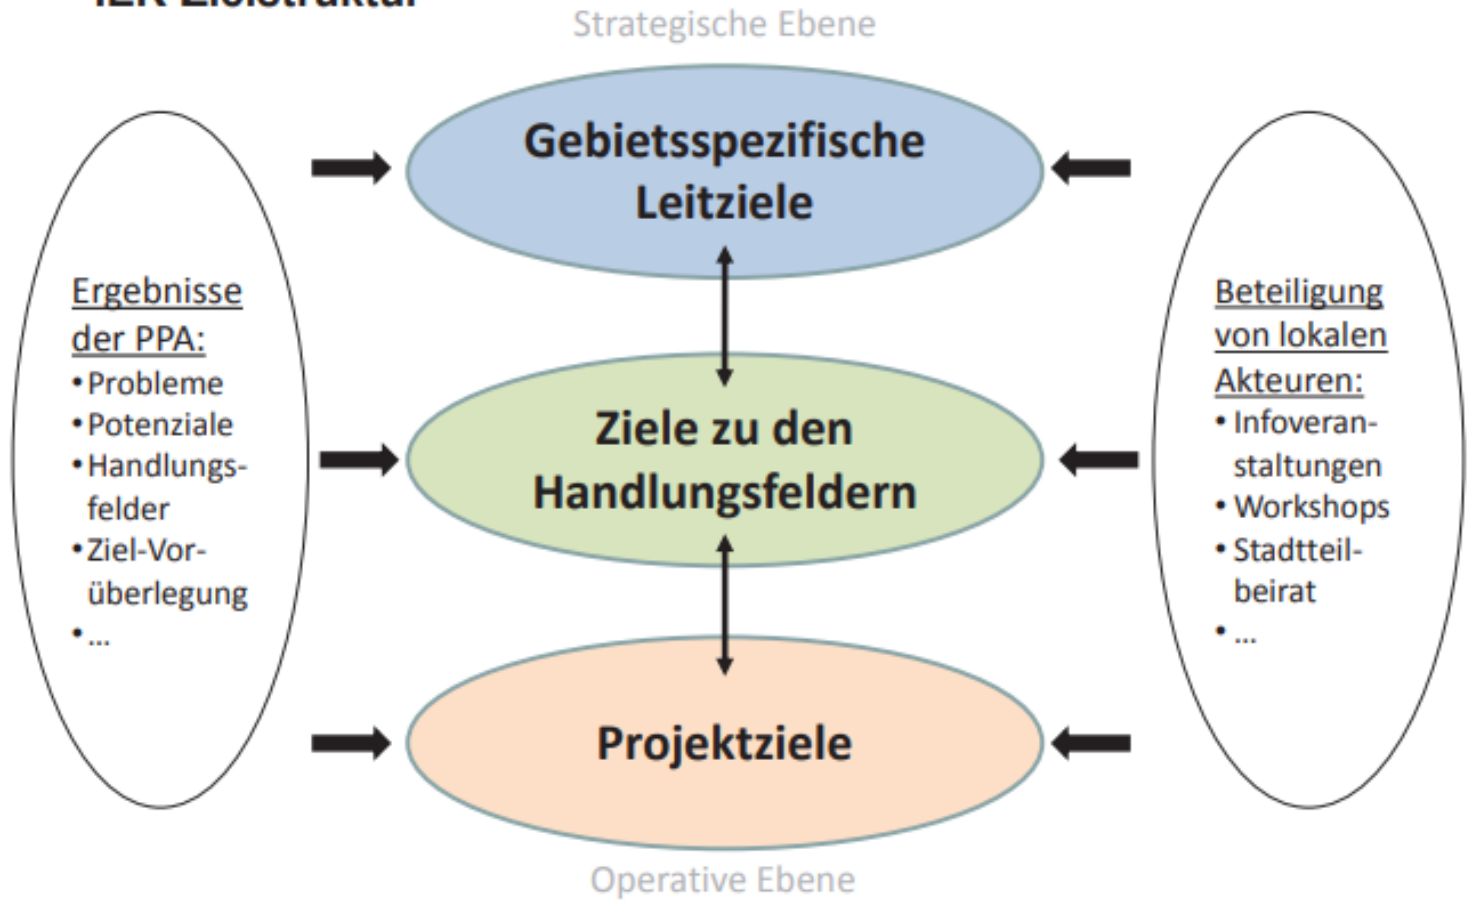 Strategische Ebene
Gebietsspezifische
Leitziele
Ergebnisse
der PPA:
• Probleme
• Potenziale
• Handlungs-
felder
• Ziel-Vor-
überlegung
• ...
Ziele zu den
Handlungsfeldern
Beteiligung
von lokalen
Akteuren:
• Infoveran-
staltungen
• Workshops
• Stadtteil-
beirat
• ...
Projektziele
Operative Ebene